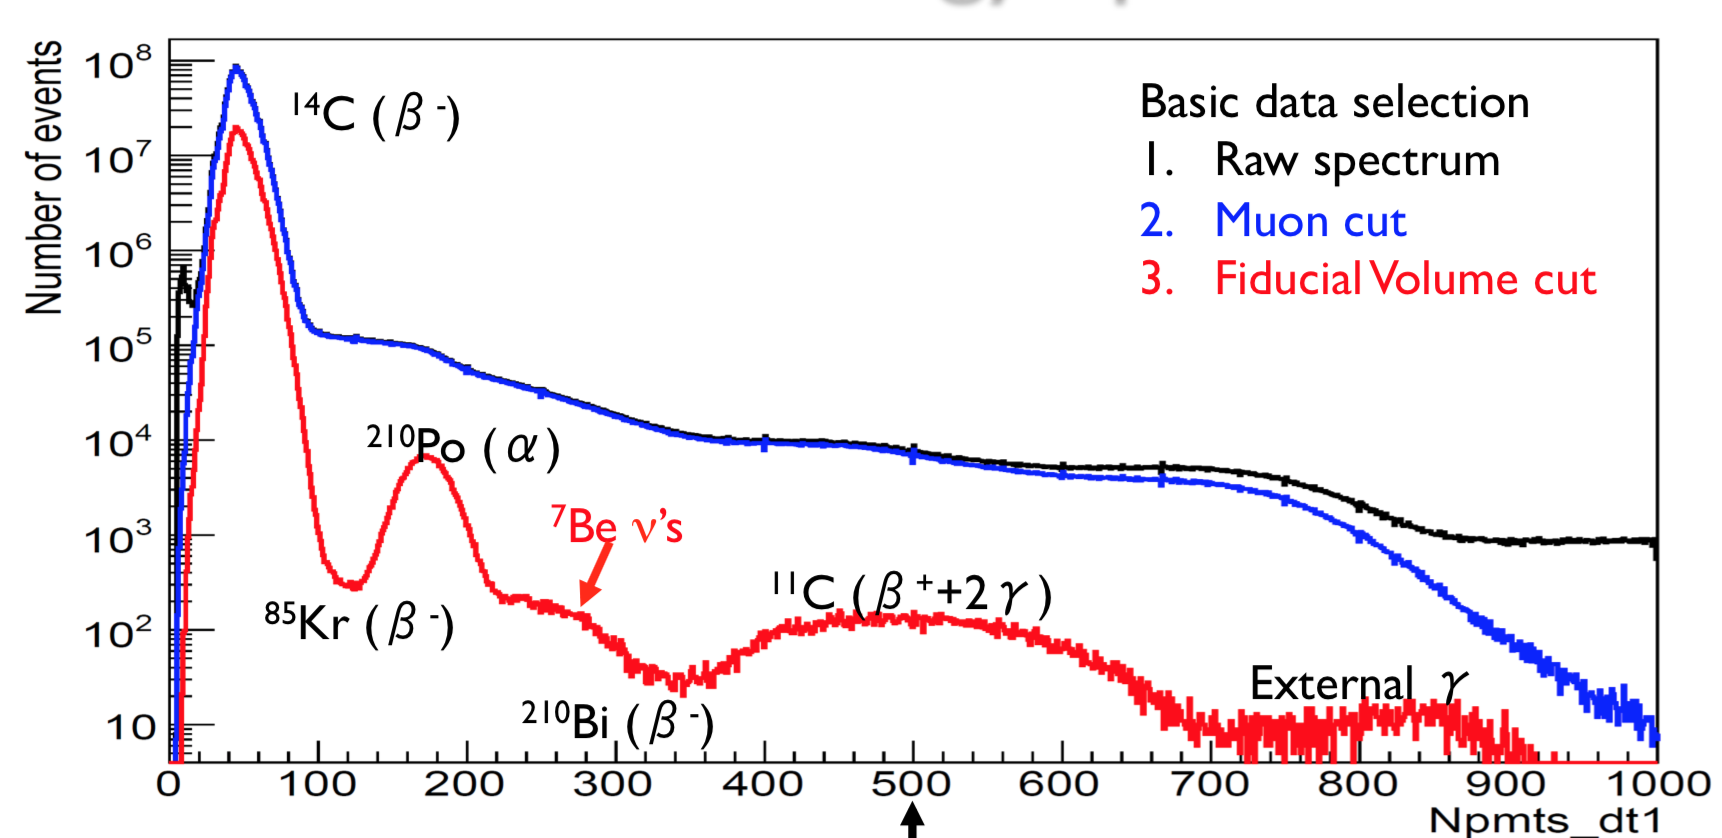 Number of events
10⁸
10⁷
10⁶
10⁵
10⁴
10³
10²
10
¹⁴C (β⁻)
Basic data selection
1. Raw spectrum
2. Muon cut
3. Fiducial Volume cut
²¹⁰Po (α)
⁷Be ν's
⁸⁵Kr (β⁻)
¹¹C (β⁺+2γ)
²¹⁰Bi (β⁻)
External γ
0 100 200 300 400 500 600 700 800 900 1000
Npmts_dt1